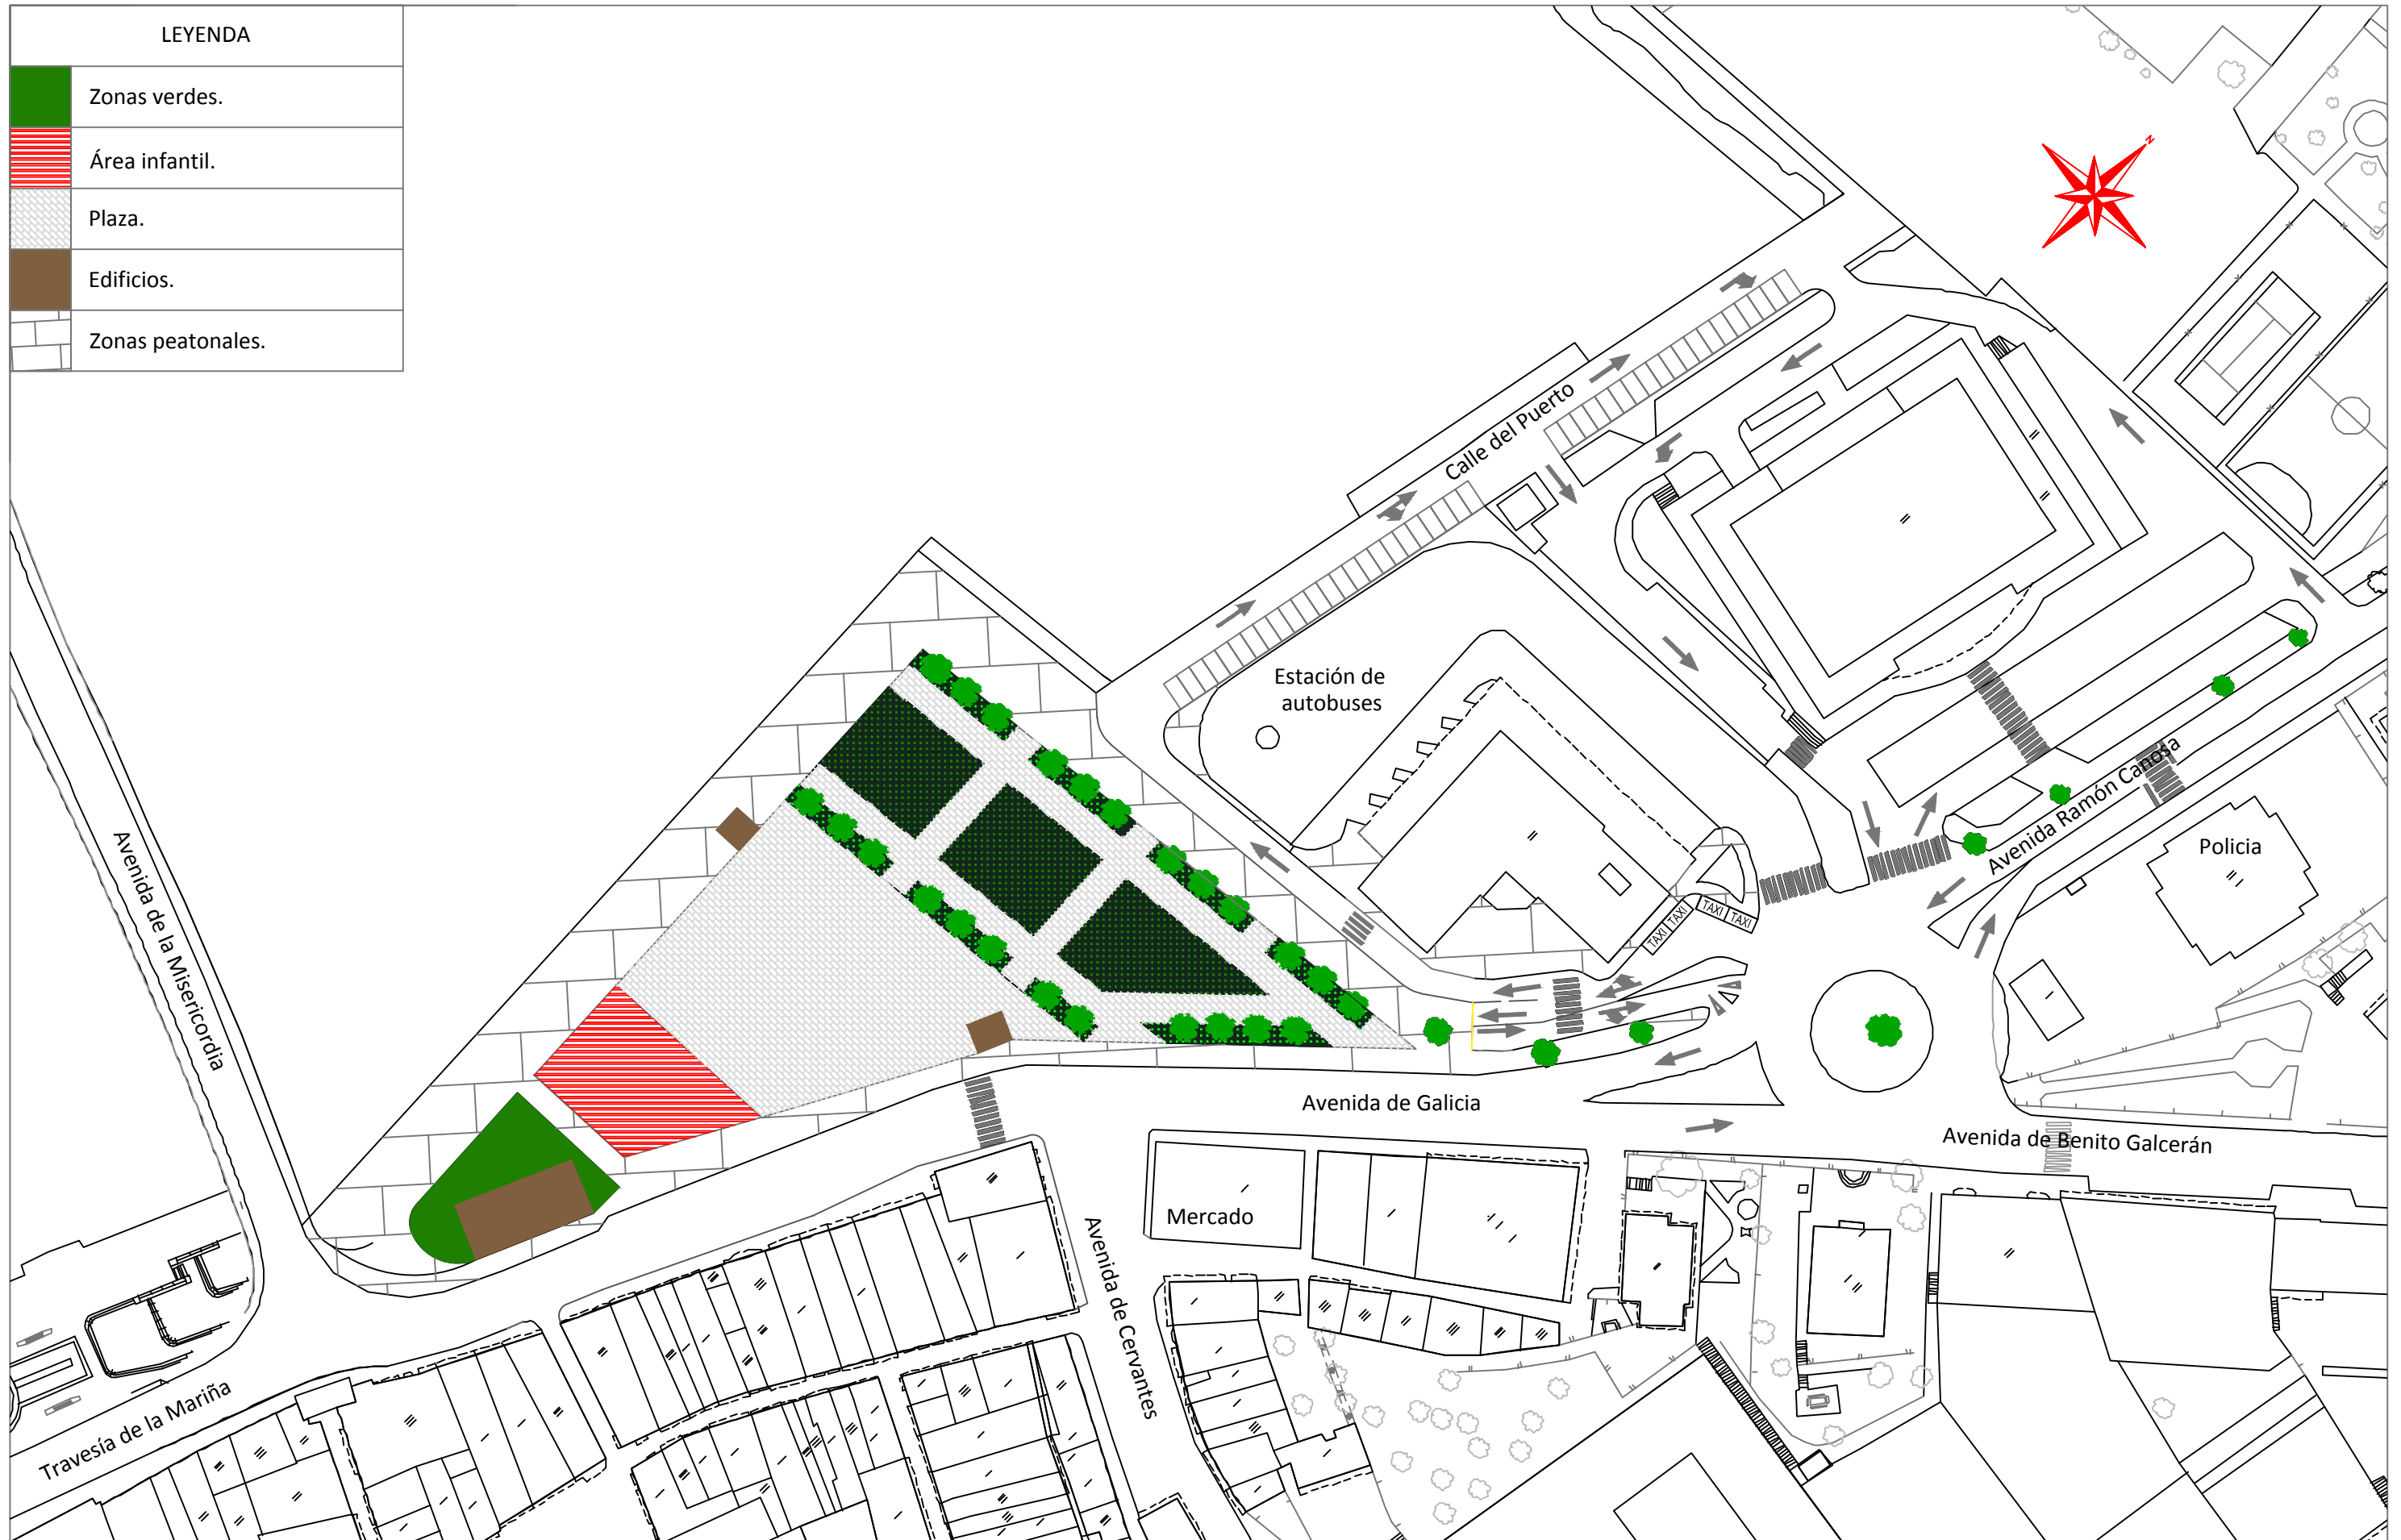 LEYENDA
Zonas verdes.
Área infantil.
Plaza.
Edificios.
Zonas peatonales.
N
Calle del Puerto
Estación de
autobuses
Avenida Ramón Canosa
Policia
TAXI
TAXI
TAXI
TAXI
Avenida de la Misericordia
Avenida de Galicia
Avenida de Benito Galcerán
Mercado
Avenida de Cervantes
Travesía de la Mariña